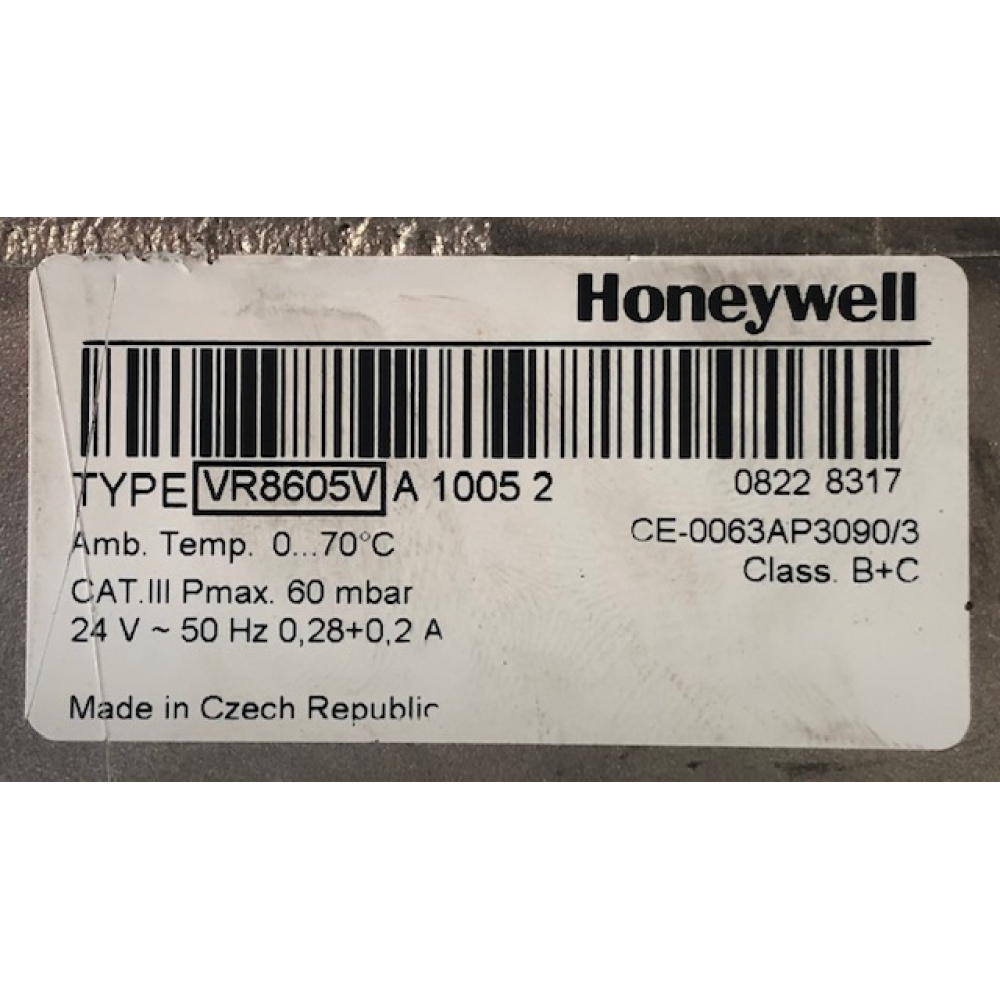 Honeywell
TYPE VR8605V A 1005 2 0822 8317
Amb. Temp. 0...70°C CE-0063AP3090/3
CAT.III Pmax. 60 mbar Class. B+C
24 V ~ 50 Hz 0,28+0,2 A
Made in Czech Republic